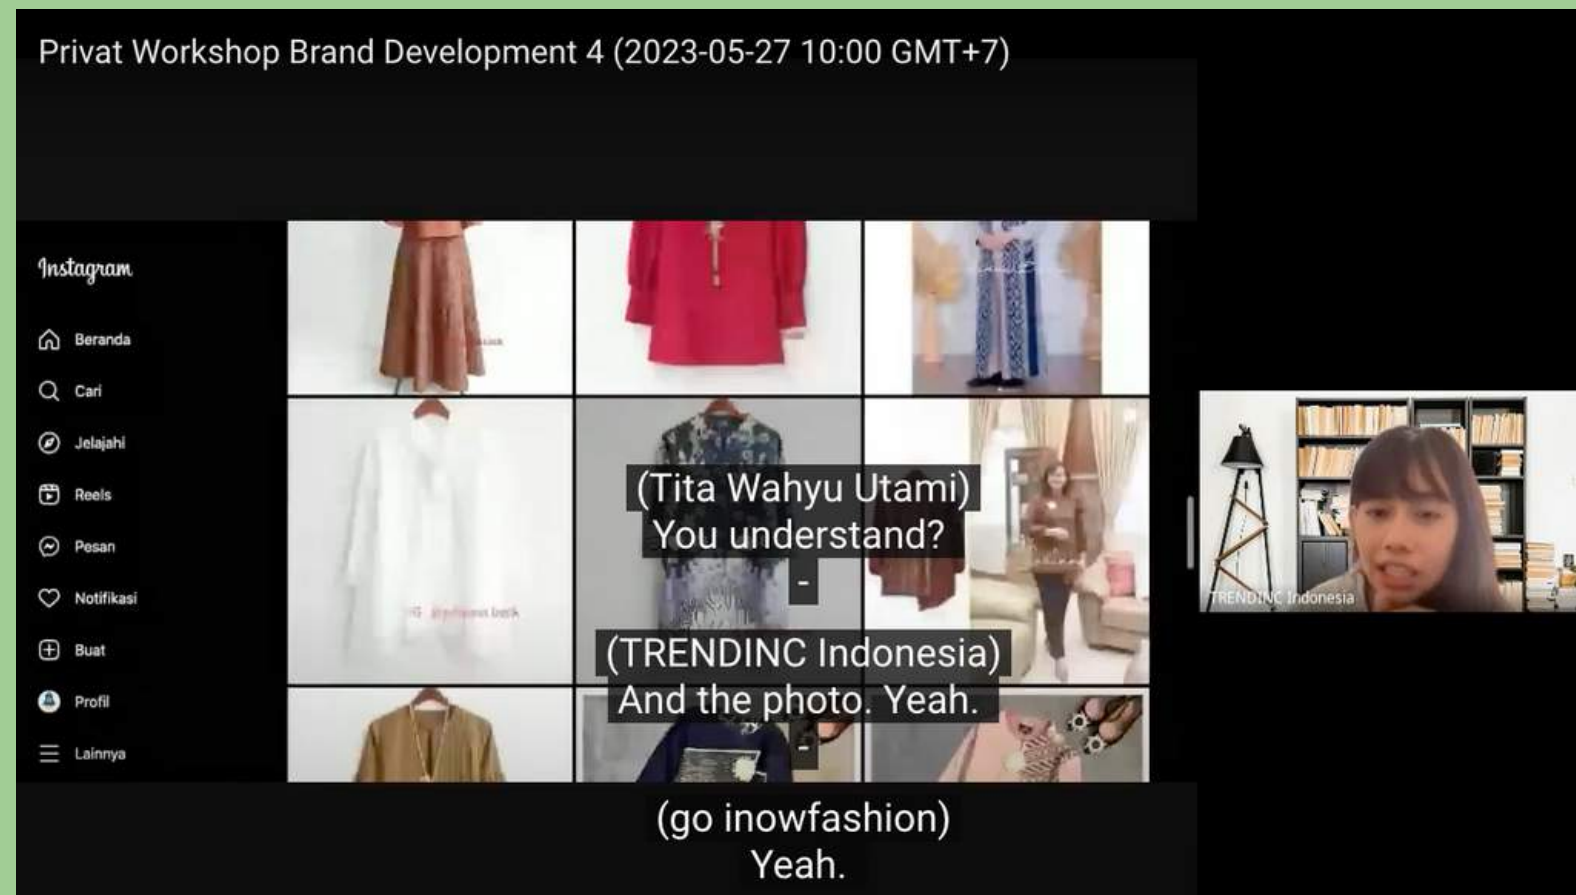 Privat Workshop Brand Development 4 (2023-05-27 10:00 GMT+7)
Instagram
Beranda
Cari
Jelajahi
Reels
Pesan
Notifikasi
Buat
Profil
Lainnya
(Tita Wahyu Utami)
You understand?
-
(TRENDINC Indonesia)
And the photo. Yeah.
-
(go inowfashion)
Yeah.
TRENDINC Indonesia